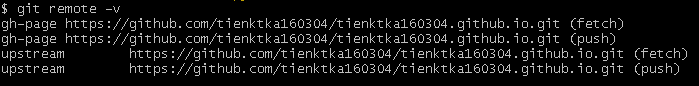 $ git remote -v
gh-page https://github.com/tienktka160304/tienktka160304.github.io.git (fetch)
gh-page https://github.com/tienktka160304/tienktka160304.github.io.git (push)
upstream        https://github.com/tienktka160304/tienktka160304.github.io.git (fetch)
upstream        https://github.com/tienktka160304/tienktka160304.github.io.git (push)